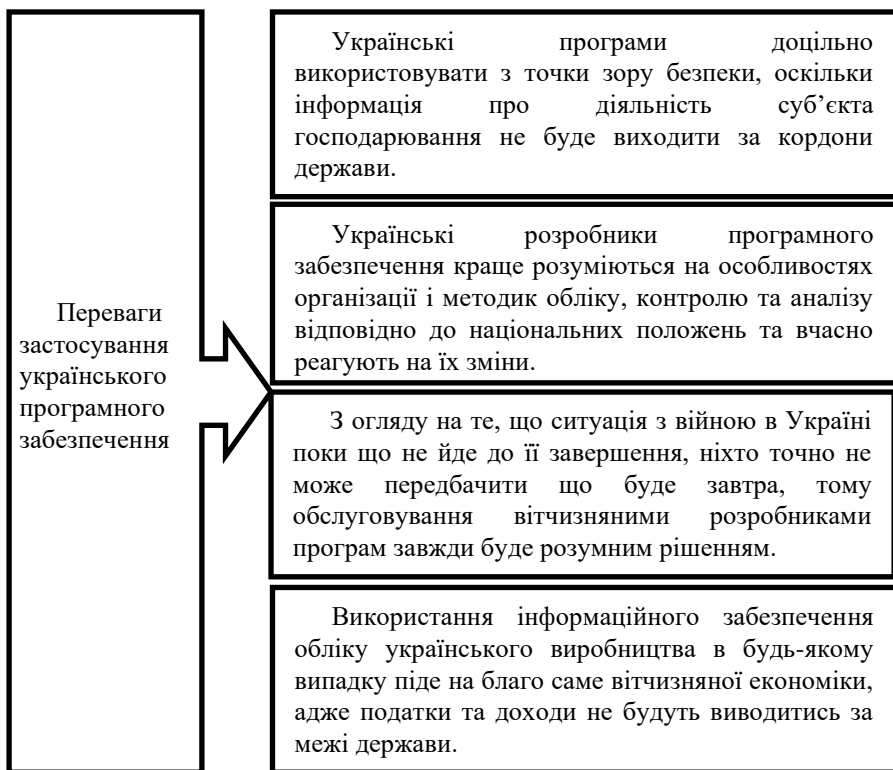 Переваги
застосування
українського
програмного
забезпечення
Українські програми доцільно
використовувати з точки зору безпеки, оскільки
інформація про діяльність суб’єкта
господарювання не буде виходити за кордони
держави.
Українські розробники програмного
забезпечення краще розуміються на особливостях
організації і методик обліку, контролю та аналізу
відповідно до національних положень та вчасно
реагують на їх зміни.
З огляду на те, що ситуація з війною в Україні
поки що не йде до її завершення, ніхто точно не
може передбачити що буде завтра, тому
обслуговування вітчизняними розробниками
програм завжди буде розумним рішенням.
Використання інформаційного забезпечення
обліку українського виробництва в будь-якому
випадку піде на благо саме вітчизняної економіки,
адже податки та доходи не будуть виводитись за
межі держави.